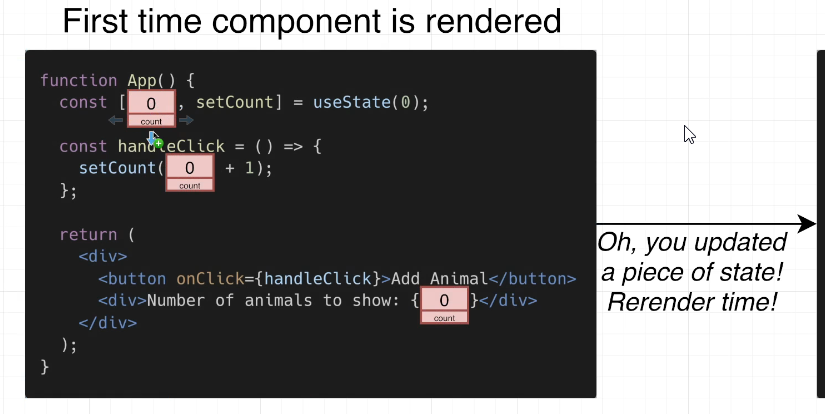 First time component is rendered
function App() {
const [ 0 , setCount] = useState(0);
count
const handleClick = () => {
setCount( 0 + 1);
count
};
return (
<div>
<button onClick={handleClick}>Add Animal</button>
<div>Number of animals to show: { 0 }</div>
count
</div>
);
}
Oh, you updated
a piece of state!
Rerender time!